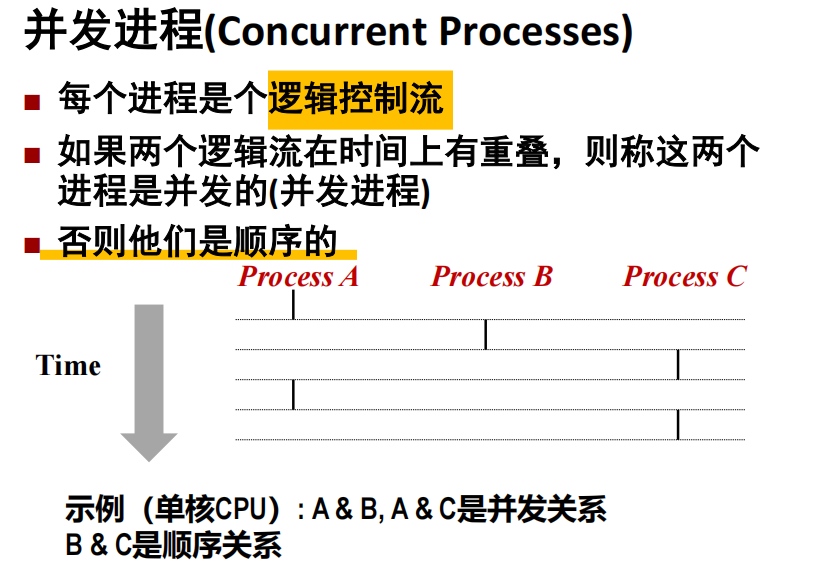 并发进程(Concurrent Processes)
每个进程是个逻辑控制流
如果两个逻辑流在时间上有重叠，则称这两个
进程是并发的(并发进程)
否则他们是顺序的
Process A Process B Process C
Time
示例（单核CPU）: A & B, A & C是并发关系
B & C是顺序关系